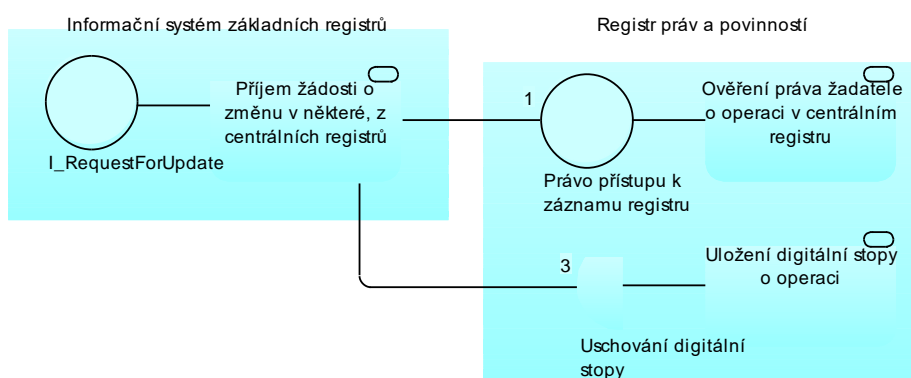 Informační systém základních registrů
Registr práv a povinností
Příjem žádosti o
změnu v některé, z
centrálních registrů
I_RequestForUpdate
1
Právo přístupu k
záznamu registru
Ověření práva žadatele
o operaci v centrálním
registru
3
Uschování digitální
stopy
Uložení digitální stopy
o operaci